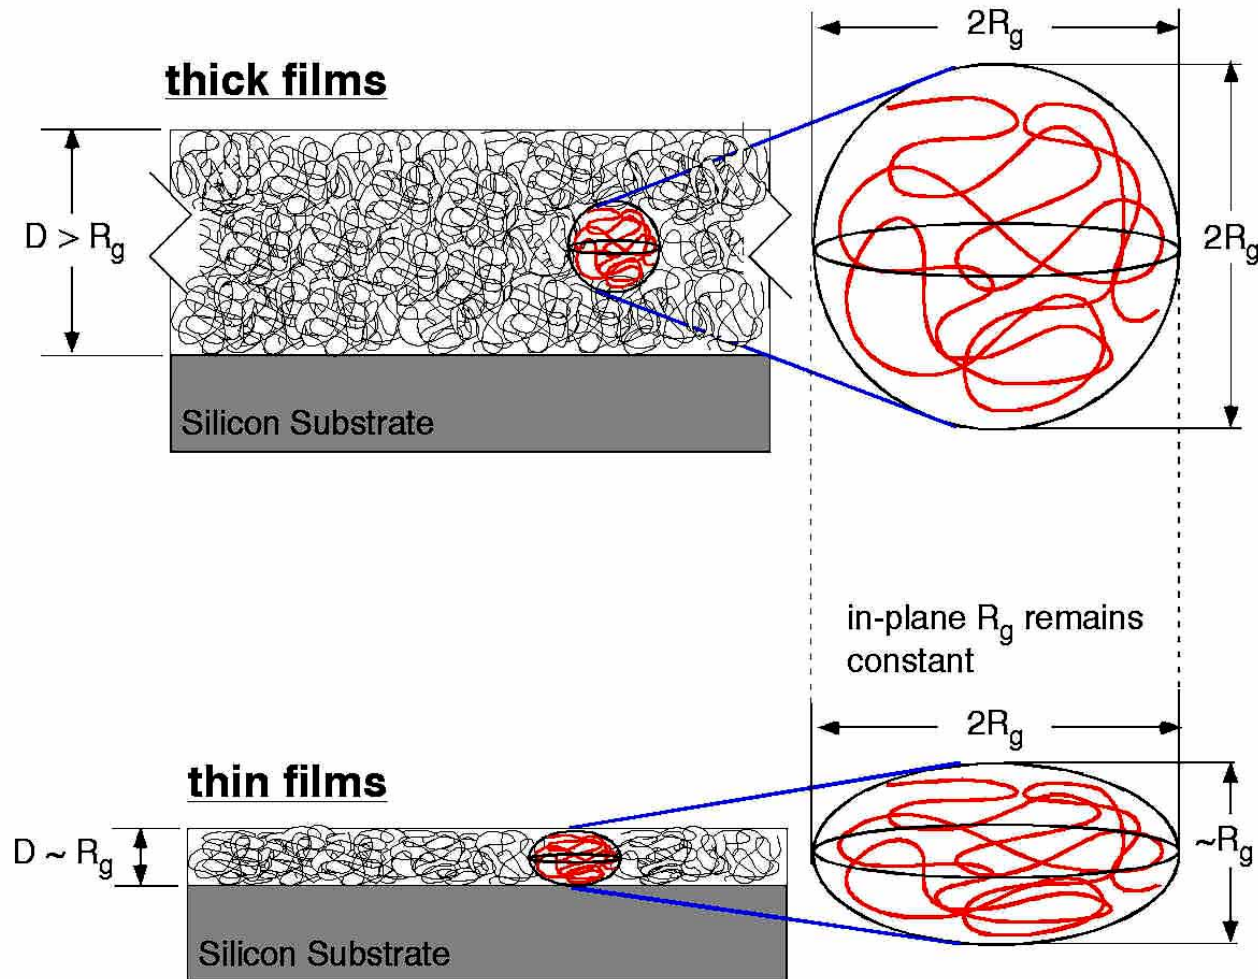 2Rg
thick films
D > Rg
2Rg
Silicon Substrate
in-plane Rg remains
constant
2Rg
thin films
D ~ Rg
~Rg
Silicon Substrate